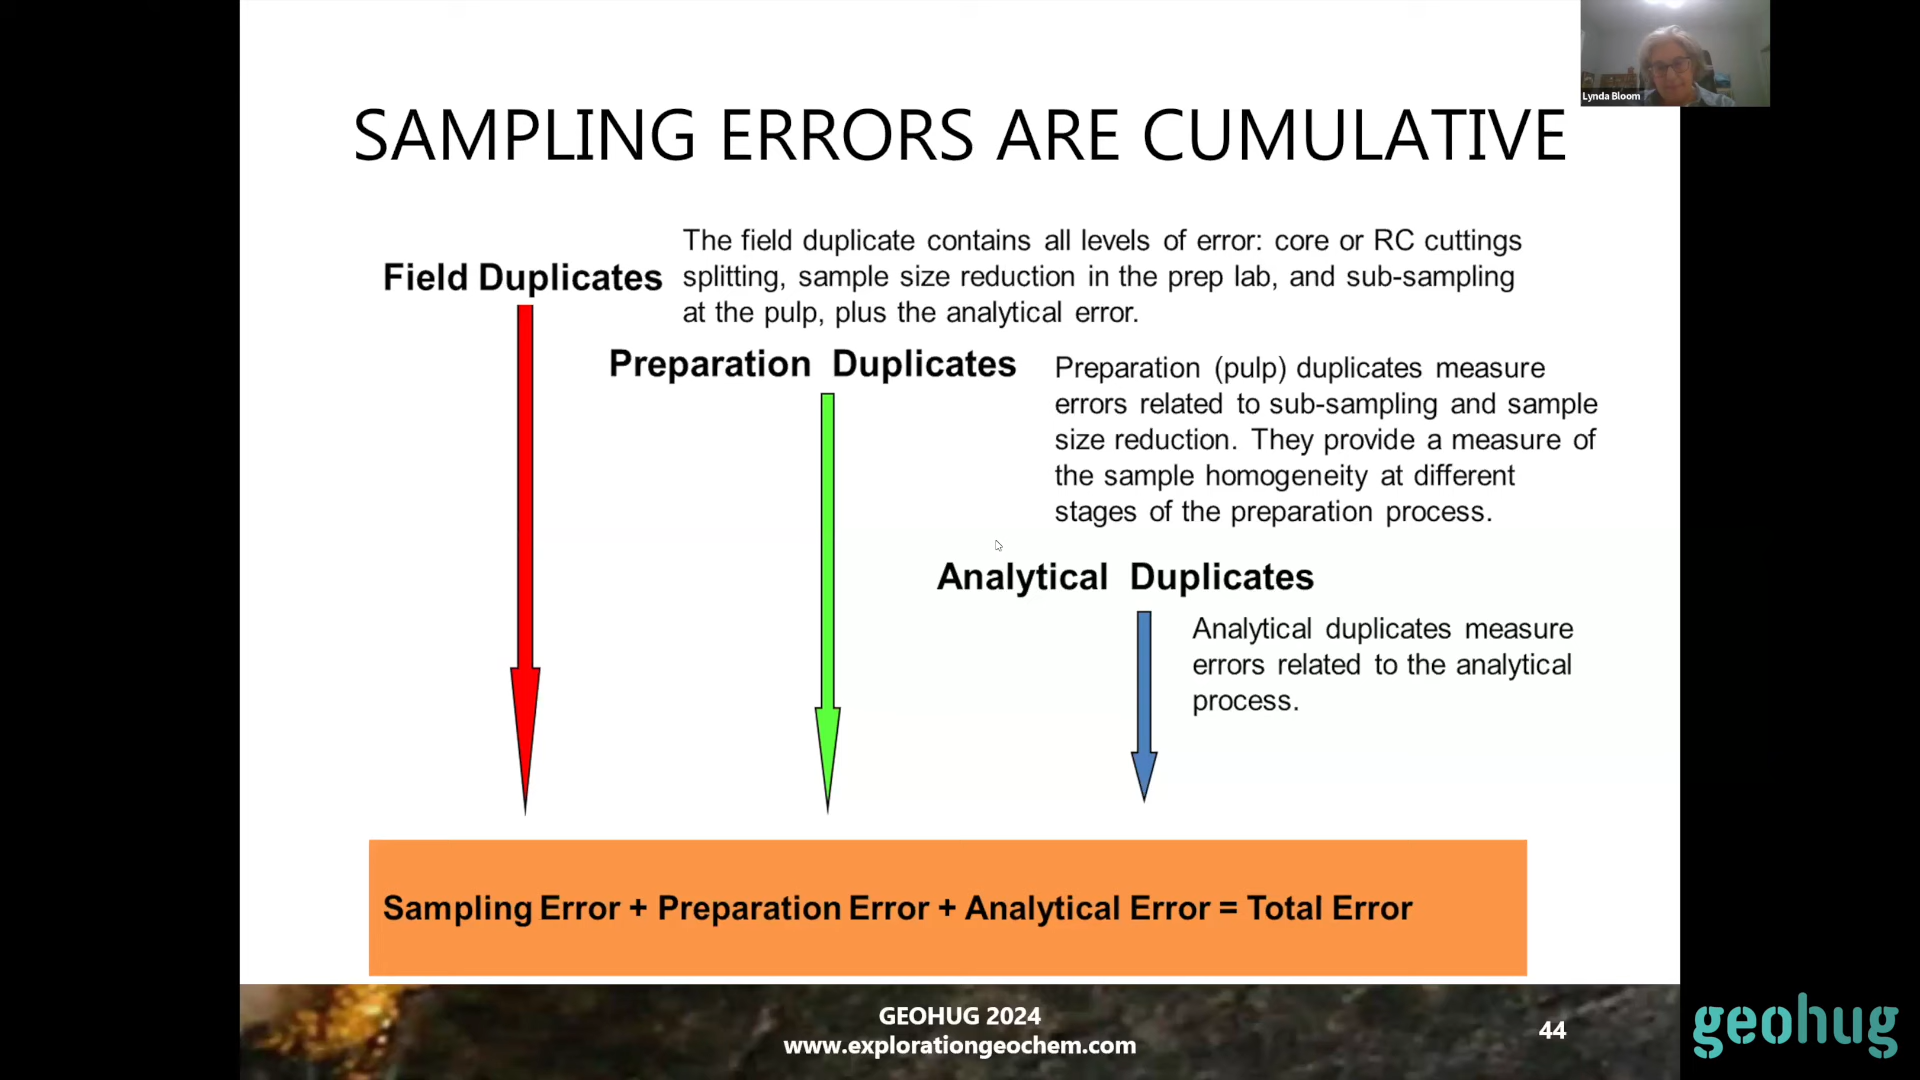 Lynda Bloom
SAMPLING ERRORS ARE CUMULATIVE
Field Duplicates
The field duplicate contains all levels of error: core or RC cuttings
splitting, sample size reduction in the prep lab, and sub-sampling
at the pulp, plus the analytical error.
Preparation Duplicates
Preparation (pulp) duplicates measure
errors related to sub-sampling and sample
size reduction. They provide a measure of
the sample homogeneity at different
stages of the preparation process.
Analytical Duplicates
Analytical duplicates measure
errors related to the analytical
process.
Sampling Error + Preparation Error + Analytical Error = Total Error
GEOHUG 2024
www.explorationgeochem.com
44
geohug